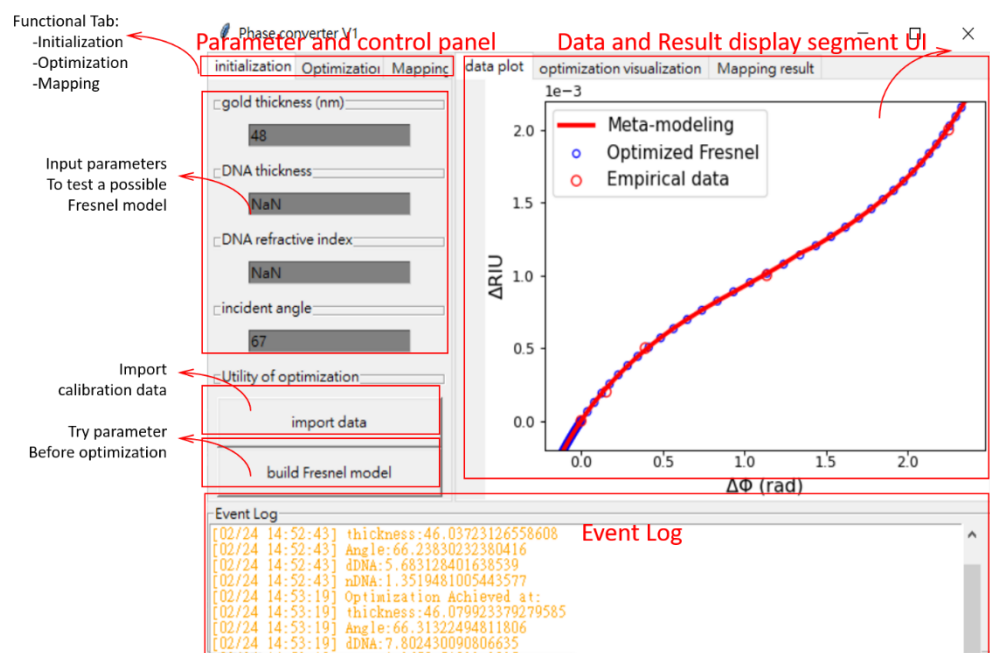 Functional Tab:
-Initialization
-Optimization
-Mapping
Phase converter V1
Parameter and control panel
Data and Result display segment UI
initialization Optimization Mapping
data plot optimization visualization Mapping result
gold thickness (nm)
48
DNA thickness
NaN
DNA refractive index
NaN
incident angle
67
Input parameters
To test a possible
Fresnel model
Utility of optimization
Import
calibration data
import data
Try parameter
Before optimization
build Fresnel model
1e−3
Meta-modeling
Optimized Fresnel
Empirical data
2.0
1.5
1.0
0.5
0.0
ΔRIU
0.0 0.5 1.0 1.5 2.0
ΔΦ (rad)
Event Log
Event Log
[02/24 14:52:43] thickness:46.03723126558608
[02/24 14:52:43] Angle:66.23830232380416
[02/24 14:52:43] dDNA:5.683128401638539
[02/24 14:52:43] nDNA:1.3519481005443577
[02/24 14:53:19] Optimization Achieved at:
[02/24 14:53:19] thickness:46.079923379279585
[02/24 14:53:19] Angle:66.31322494811806
[02/24 14:53:19] dDNA:7.802430090806635